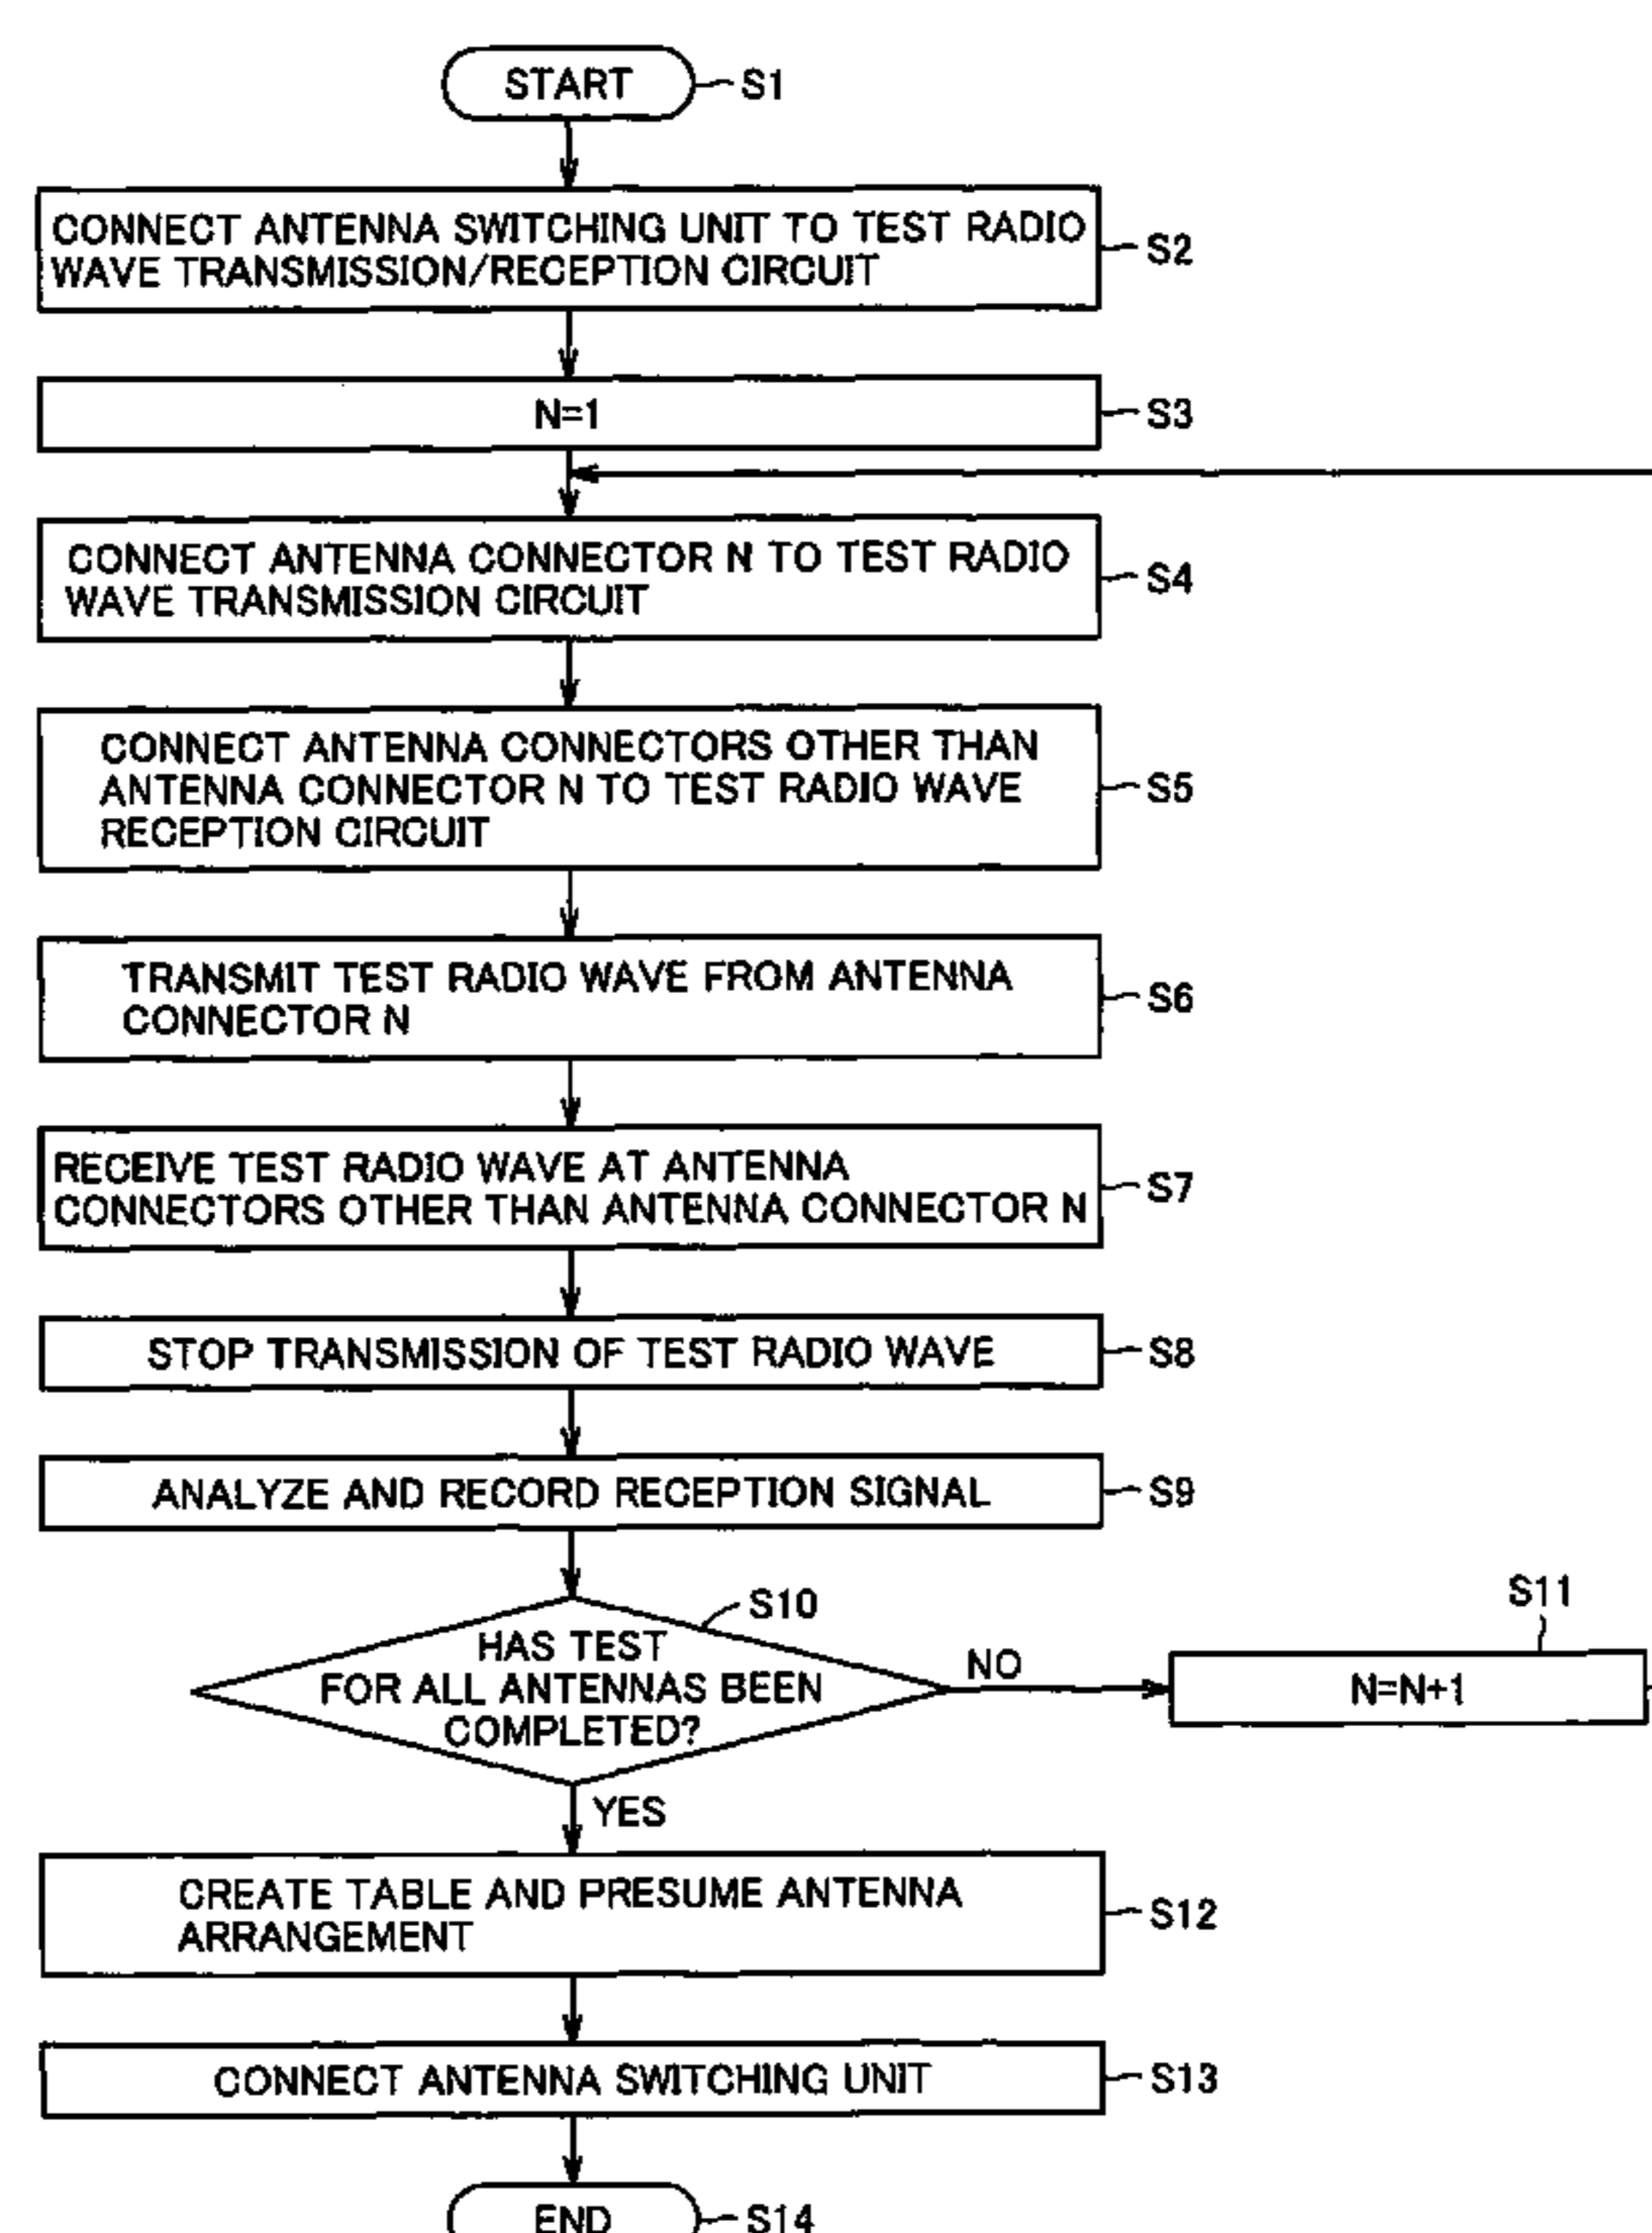 START
S1
CONNECT ANTENNA SWITCHING UNIT TO TEST RADIO
WAVE TRANSMISSION/RECEPTION CIRCUIT
S2
N=1
S3
CONNECT ANTENNA CONNECTOR N TO TEST RADIO
WAVE TRANSMISSION CIRCUIT
S4
CONNECT ANTENNA CONNECTORS OTHER THAN
ANTENNA CONNECTOR N TO TEST RADIO WAVE
RECEPTION CIRCUIT
S5
TRANSMIT TEST RADIO WAVE FROM ANTENNA
CONNECTOR N
S6
RECEIVE TEST RADIO WAVE AT ANTENNA
CONNECTORS OTHER THAN ANTENNA CONNECTOR N
S7
STOP TRANSMISSION OF TEST RADIO WAVE
S8
ANALYZE AND RECORD RECEPTION SIGNAL
S9
HAS TEST
FOR ALL ANTENNAS BEEN
COMPLETED?
S10
NO
S11
N=N+1
YES
CREATE TABLE AND PRESUME ANTENNA
ARRANGEMENT
S12
CONNECT ANTENNA SWITCHING UNIT
S13
END
S14